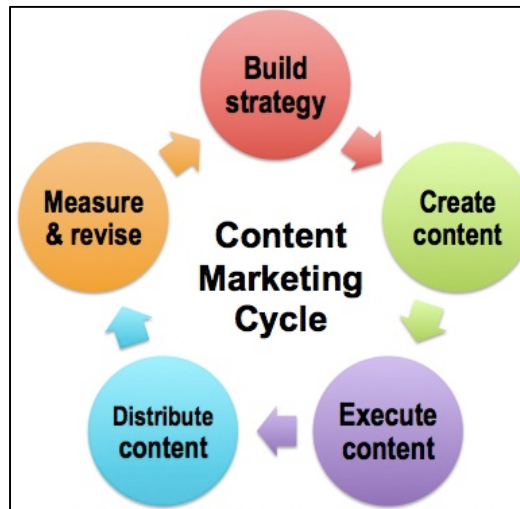 Build
strategy
Create
content
Execute
content
Distribute
content
Measure
& revise
Content
Marketing
Cycle